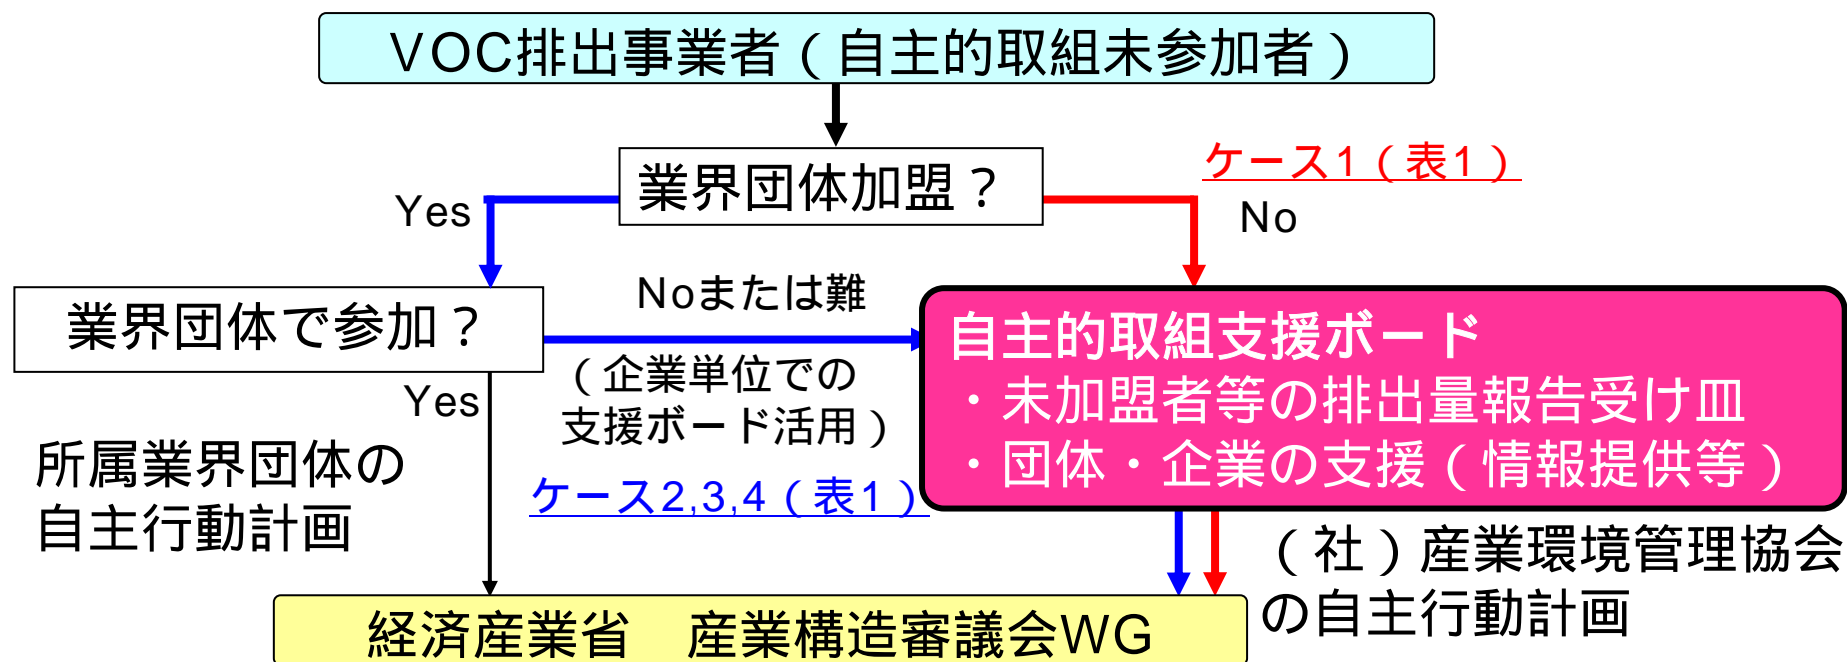 VOC排出事業者（自主的取組未参加者）
業界団体加盟？
ケース1（表1）
Yes
No
業界団体で参加？
Noまたは難
（企業単位での
支援ボード活用）
ケース2,3,4（表1）
自主的取組支援ボード
・未加盟者等の排出量報告受け皿
・団体・企業の支援（情報提供等）
Yes
所属業界団体の
自主行動計画
（社）産業環境管理協会
の自主行動計画
経済産業省　産業構造審議会WG